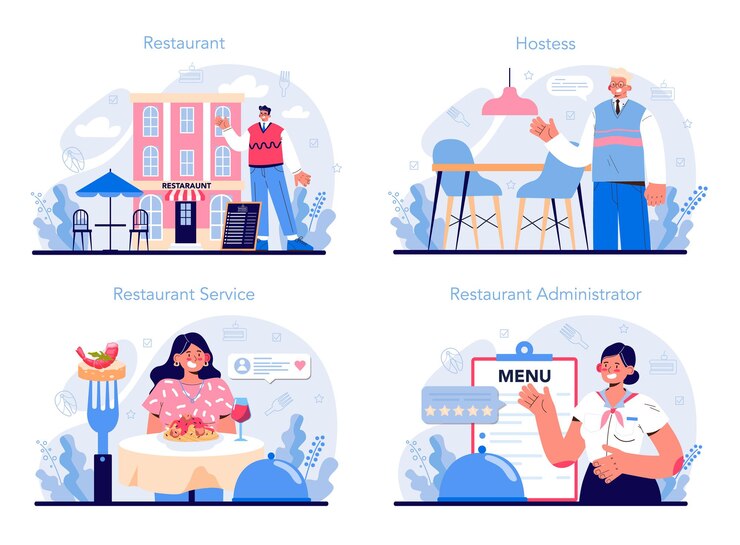 Restaurant
Hostess
RESTARAUNT
Restaurant Service
Restaurant Administrator
MENU